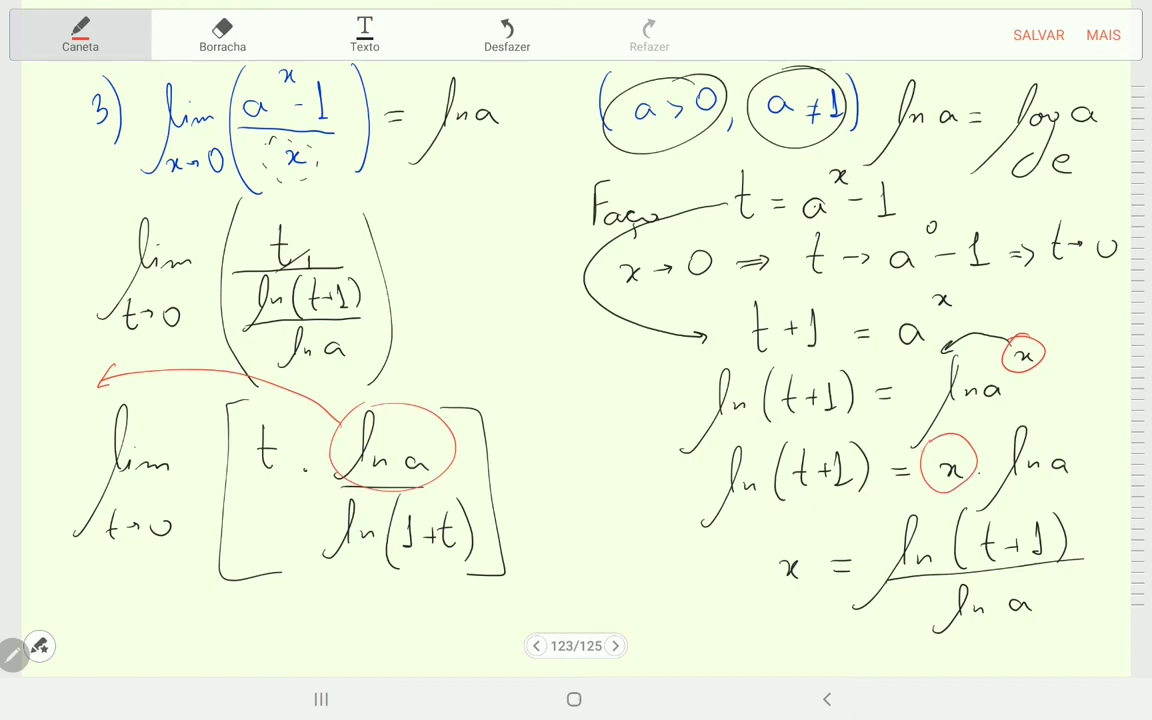 Caneta Borracha Texto Desfazer Refazer SALVAR MAIS
3) lim x→0 ((a^x - 1)/x) = ln a (a > 0, a ≠ 1) ln a = log_e a
Faço t = a^x - 1
x → 0 ⇒ t → a^0 - 1 ⇒ t → 0
lim t→0 (t/1 / (ln(t+1)/ln a))
t + 1 = a^x
ln(t+1) = ln a^x
lim t→0 [t . ln a / ln(1+t)]
ln(t+1) = x . ln a
x = ln(t+1) / ln a
123/125